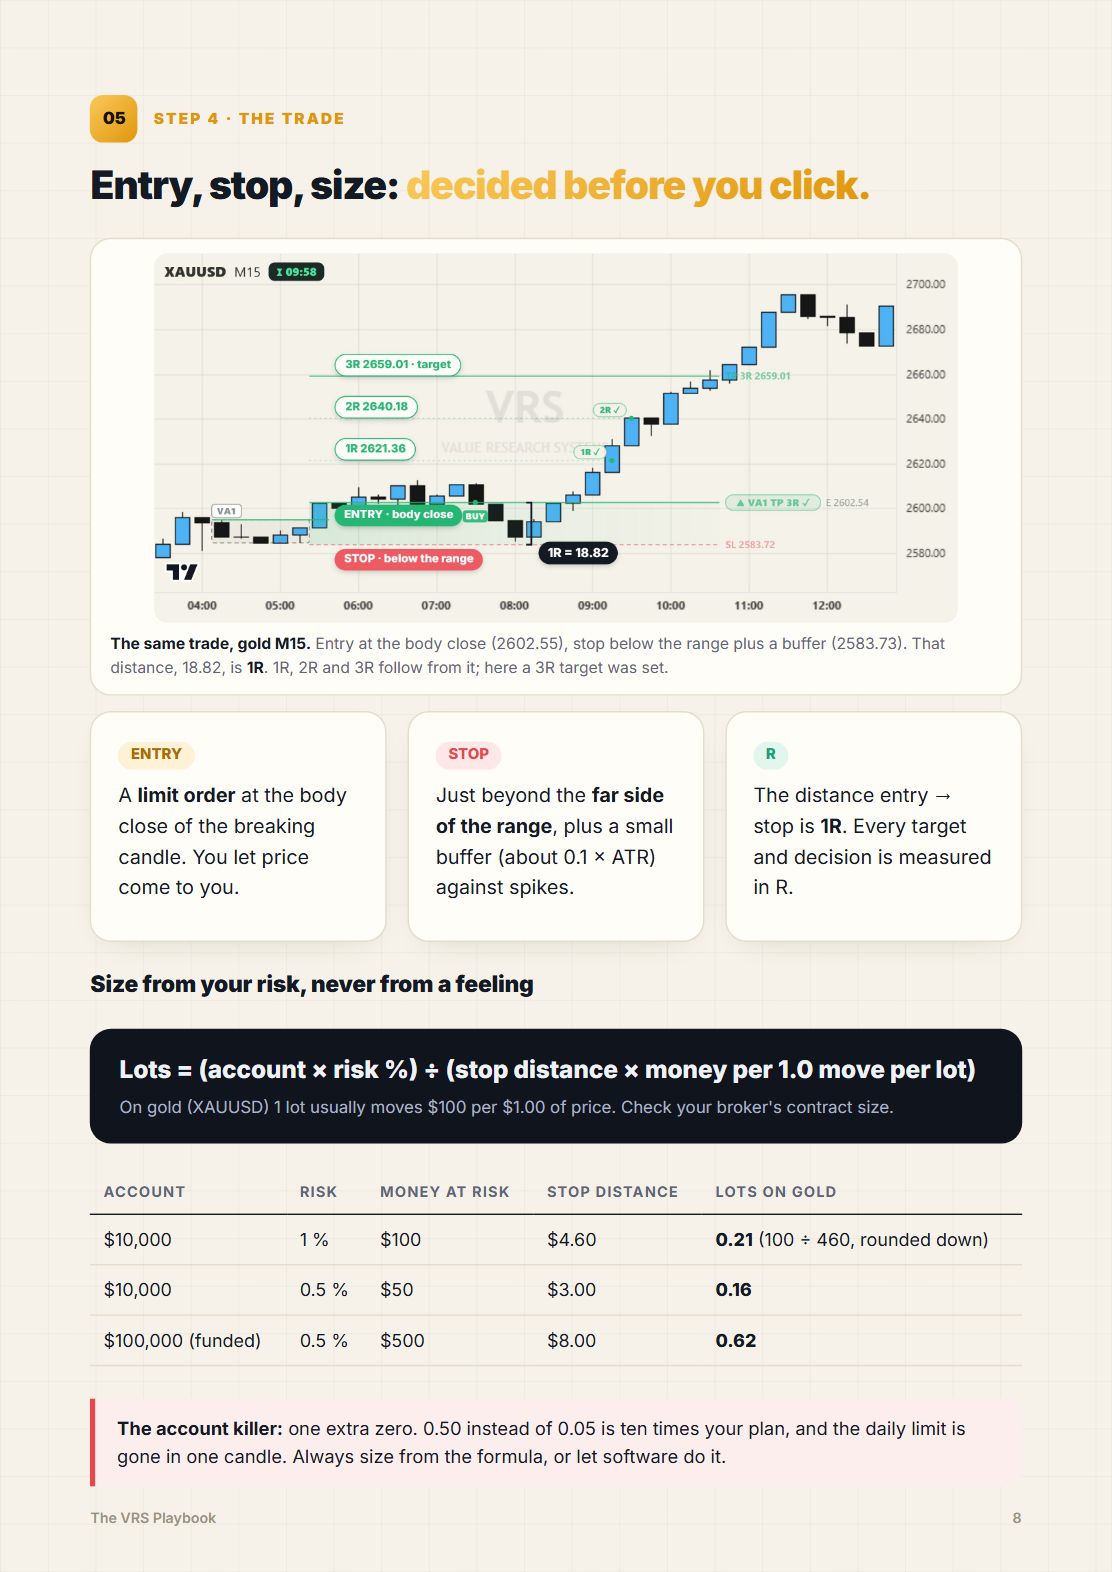 05
STEP 4 · THE TRADE
Entry, stop, size: decided before you click.
XAUUSD M15 09:58
2700.00
2680.00
3R 2659.01 · target
3R 2659.01
2660.00
2R 2640.18
VRS
2R ✓
2640.00
1R 2621.36
VALUE RESEARCH SYSTEMS
1R ✓
2620.00
VA1
ENTRY · body close
BUY
▲ VA1 TP 3R ✓
E 2602.54
2600.00
STOP · below the range
1R = 18.82
SL 2583.72
2580.00
04:00 05:00 06:00 07:00 08:00 09:00 10:00 11:00 12:00
The same trade, gold M15. Entry at the body close (2602.55), stop below the range plus a buffer (2583.73). That
distance, 18.82, is 1R. 1R, 2R and 3R follow from it; here a 3R target was set.
ENTRY
A limit order at the body
close of the breaking
candle. You let price
come to you.
STOP
Just beyond the far side
of the range, plus a small
buffer (about 0.1 × ATR)
against spikes.
R
The distance entry →
stop is 1R. Every target
and decision is measured
in R.
Size from your risk, never from a feeling
Lots = (account × risk %) ÷ (stop distance × money per 1.0 move per lot)
On gold (XAUUSD) 1 lot usually moves $100 per $1.00 of price. Check your broker's contract size.
ACCOUNT RISK MONEY AT RISK STOP DISTANCE LOTS ON GOLD
$10,000 1 % $100 $4.60 0.21 (100 ÷ 460, rounded down)
$10,000 0.5 % $50 $3.00 0.16
$100,000 (funded) 0.5 % $500 $8.00 0.62
The account killer: one extra zero. 0.50 instead of 0.05 is ten times your plan, and the daily limit is
gone in one candle. Always size from the formula, or let software do it.
The VRS Playbook 8